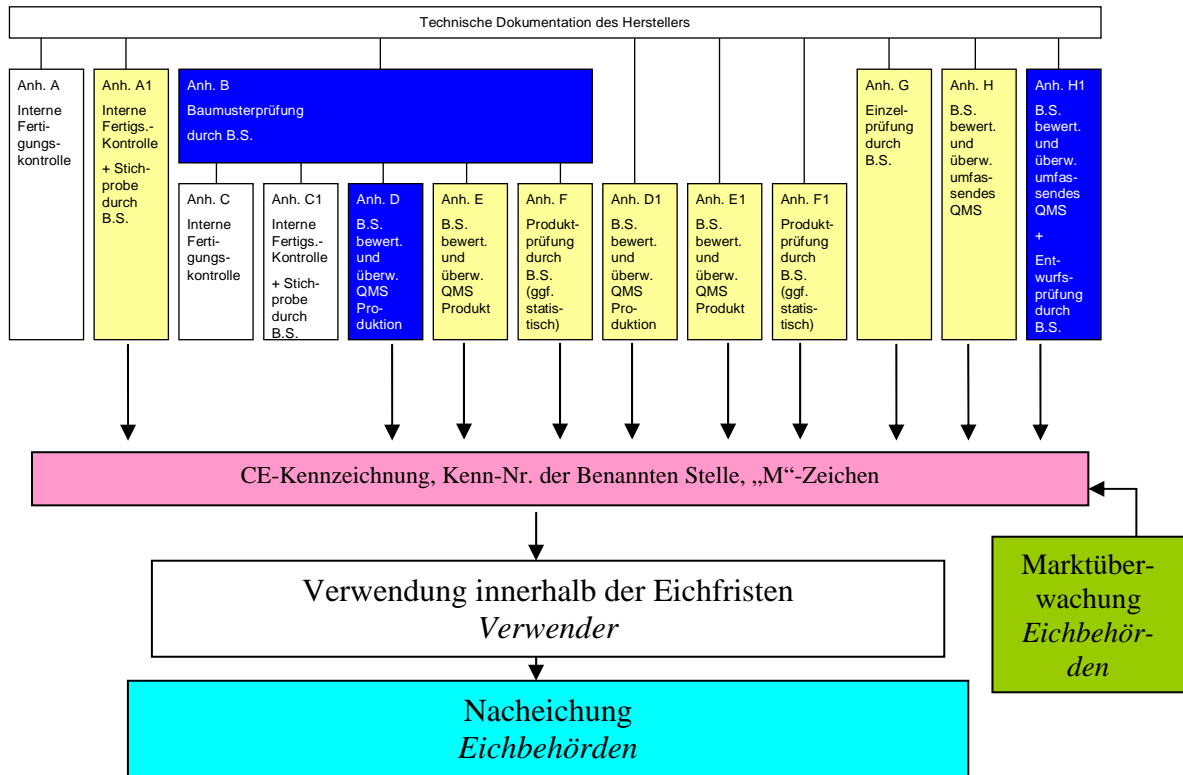 Technische Dokumentation des Herstellers
Anh. A
Interne
Ferti-
gungs-
kontrolle
Anh. A1
Interne
Fertigs.-
Kontrolle
+ Stich-
probe
durch
B.S.
Anh. B
Baumusterprüfung
durch B.S.
Anh. C
Interne
Ferti-
gungs-
kontrolle
Anh. C1
Interne
Fertigs.-
Kontrolle
+ Stich-
probe
durch
B.S.
Anh. D
B.S.
bewert.
und
überw.
QMS
Pro-
duktion
Anh. E
B.S.
bewert.
und
überw.
QMS
Produkt
Anh. F
Produkt-
prüfung
durch
B.S.
(ggf.
statis-
tisch)
Anh. D1
B.S.
bewert.
und
überw.
QMS
Pro-
duktion
Anh. E1
B.S.
bewert.
und
überw.
QMS
Produkt
Anh. F1
Produkt-
prüfung
durch
B.S.
(ggf.
statis-
tisch)
Anh. G
Einzel-
prüfung
durch
B.S.
Anh. H
B.S.
bewert.
und
überw.
umfas-
sendes
QMS
Anh. H1
B.S.
bewert.
und
überw.
umfas-
sendes
QMS
+
Ent-
wurfs-
prüfung
durch
B.S.
CE-Kennzeichnung, Kenn-Nr. der Benannten Stelle, „M“-Zeichen
Verwendung innerhalb der Eichfristen
Verwender
Marktüber-
wachung
Eichbehör-
den
Nacheichung
Eichbehörden